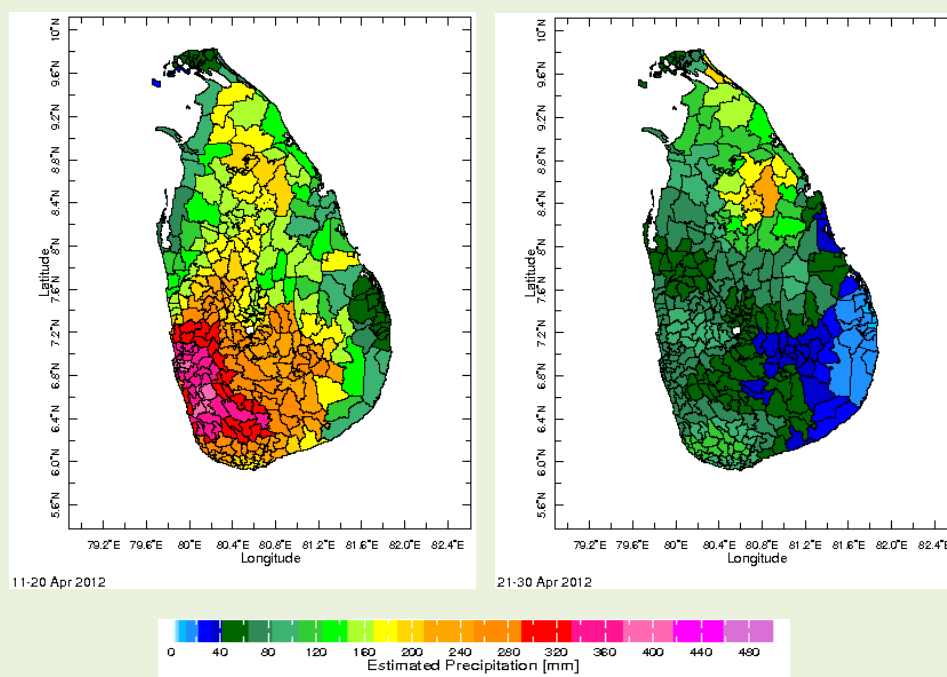 10°N
9.6°N
9.2°N
8.8°N
8.4°N
8°N
7.6°N
7.2°N
6.8°N
6.4°N
6.0°N
5.6°N
Latitude
79.2°E 79.6°E 80°E 80.4°E 80.8°E 81.2°E 81.6°E 82.0°E 82.4°E
Longitude
11-20 Apr 2012
10°N
9.6°N
9.2°N
8.8°N
8.4°N
8°N
7.6°N
7.2°N
6.8°N
6.4°N
6.0°N
5.6°N
Latitude
79.2°E 79.6°E 80°E 80.4°E 80.8°E 81.2°E 81.6°E 82.0°E 82.4°E
Longitude
21-30 Apr 2012
0 40 80 120 160 200 240 280 320 360 400 440 480
Estimated Precipitation [mm]